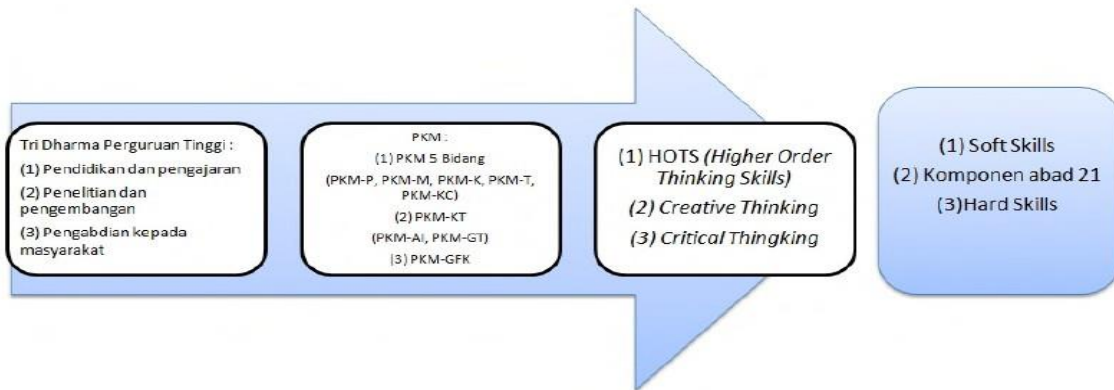 Tri Dharma Perguruan Tinggi :
(1) Pendidikan dan pengajaran
(2) Penelitian dan
pengembangan
(3) Pengabdian kepada
masyarakat
PKM :
(1) PKM 5 Bidang
(PKM-P, PKM-M, PKM-K, PKM-T,
PKM-KC)
(2) PKM-KT
(PKM-AI, PKM-GT)
(3) PKM-GFK
(1) HOTS (Higher Order
Thinking Skills)
(2) Creative Thinking
(3) Critical Thingking
(1) Soft Skills
(2) Komponen abad 21
(3)Hard Skills